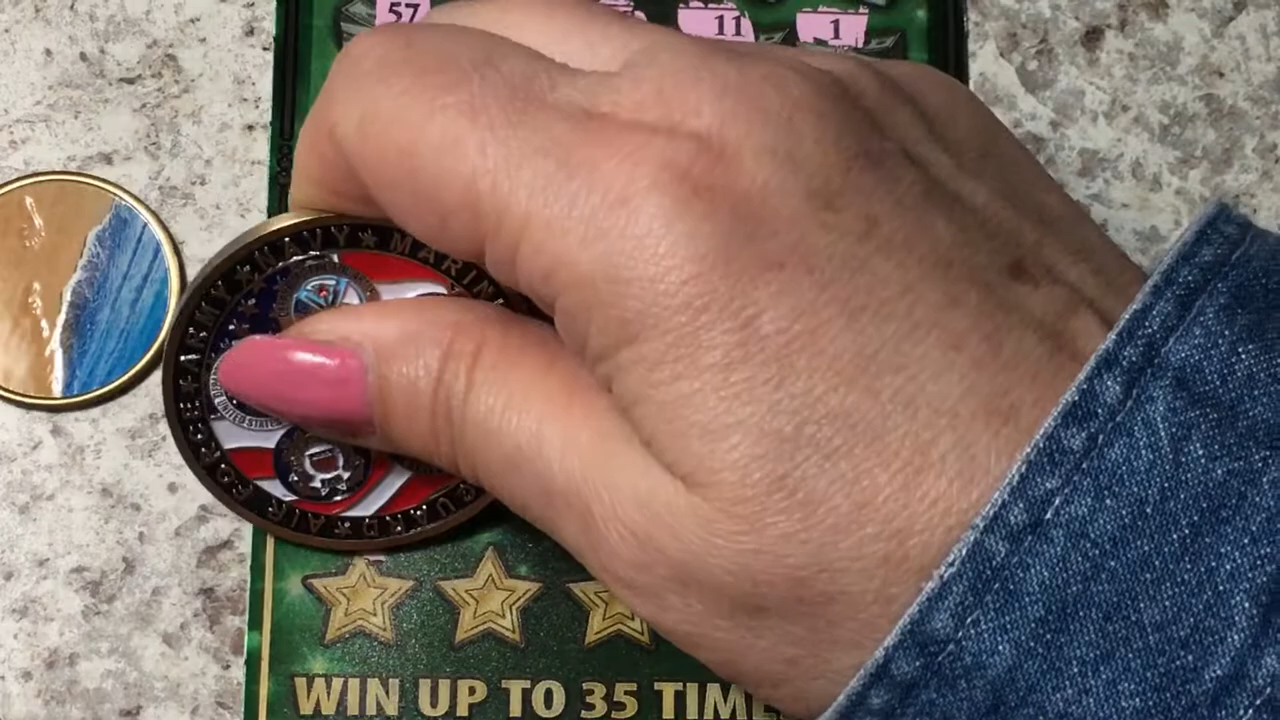 57 11 1
ARMY ★ NAVY ★ MARIN
AIR FORCE
GUARD
UNITED STATES
WIN UP TO 35 TIME